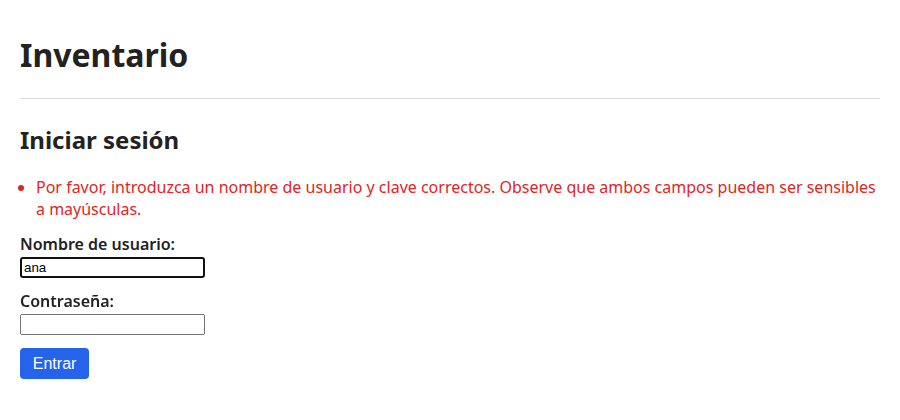 Inventario
Iniciar sesión
Por favor, introduzca un nombre de usuario y clave correctos. Observe que ambos campos pueden ser sensibles
a mayúsculas.
Nombre de usuario:
ana
Contraseña:
Entrar